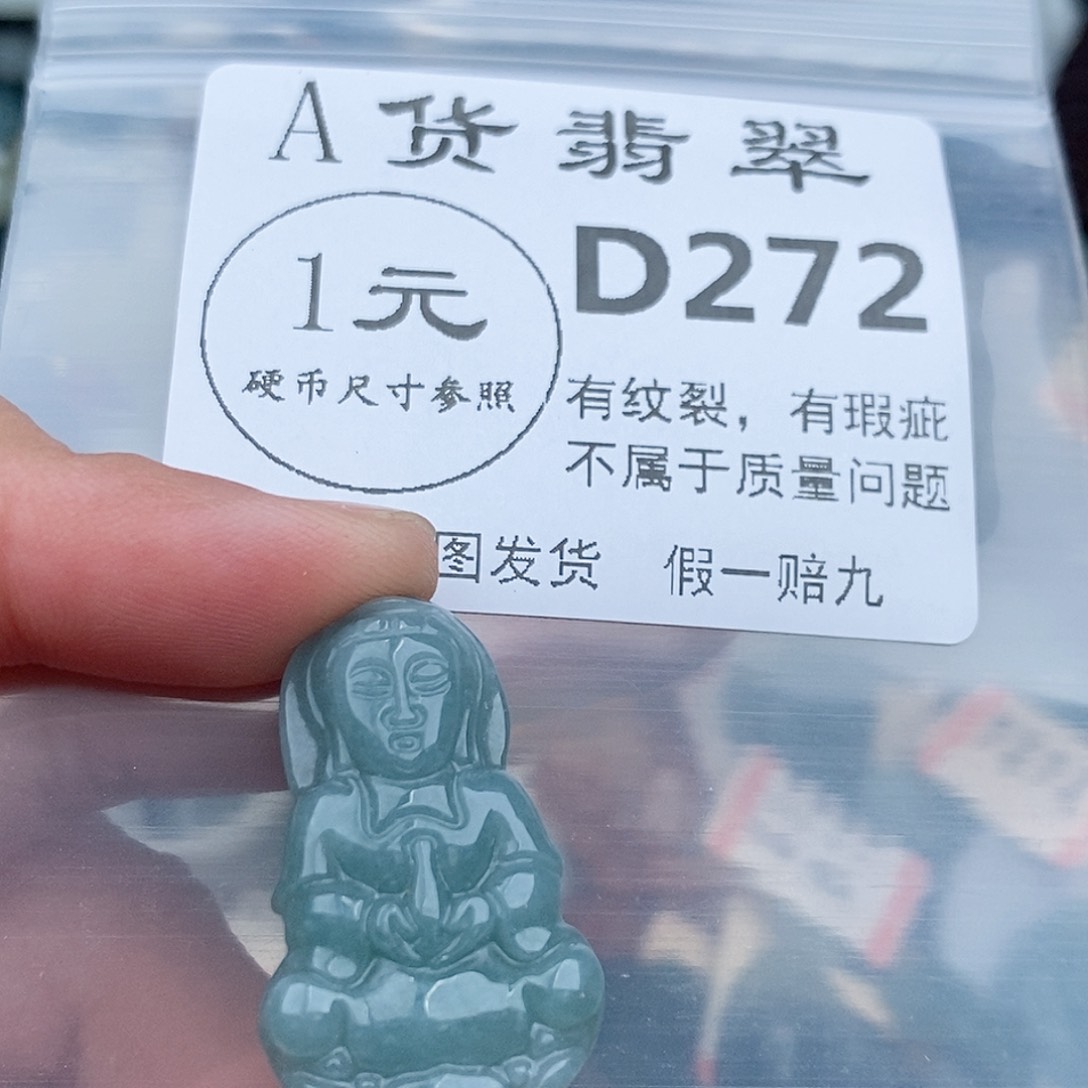 A货翡翠
1元
硬币尺寸参照
D272
有纹裂，有瑕疵
不属于质量问题
图发货 假一赔九